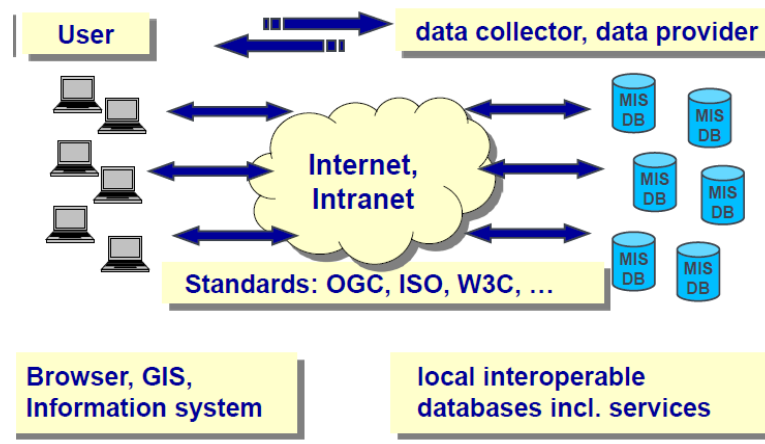 User
data collector, data provider
MIS
DB
MIS
DB
Internet,
Intranet
MIS
DB
MIS
DB
MIS
DB
MIS
DB
Standards: OGC, ISO, W3C, …
Browser, GIS,
Information system
local interoperable
databases incl. services